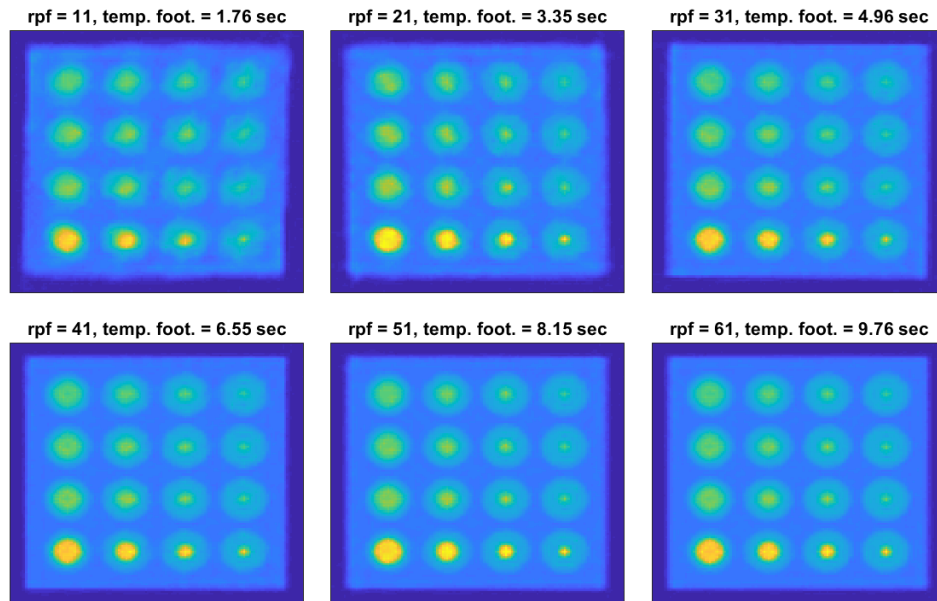 rpf = 11, temp. foot. = 1.76 sec
rpf = 21, temp. foot. = 3.35 sec
rpf = 31, temp. foot. = 4.96 sec
rpf = 41, temp. foot. = 6.55 sec
rpf = 51, temp. foot. = 8.15 sec
rpf = 61, temp. foot. = 9.76 sec